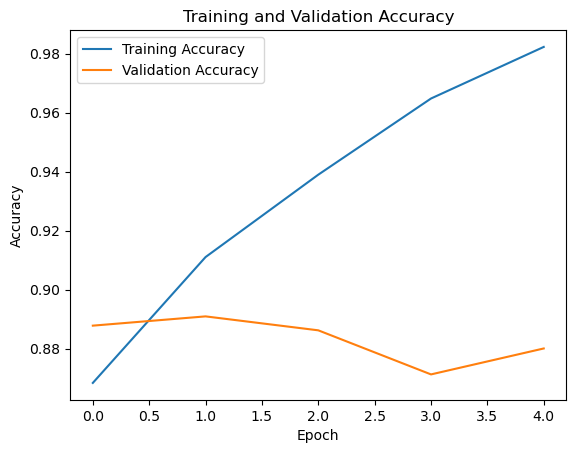 Training and Validation Accuracy
Training Accuracy
Validation Accuracy
Accuracy
0.98
0.96
0.94
0.92
0.90
0.88
0.0 0.5 1.0 1.5 2.0 2.5 3.0 3.5 4.0
Epoch